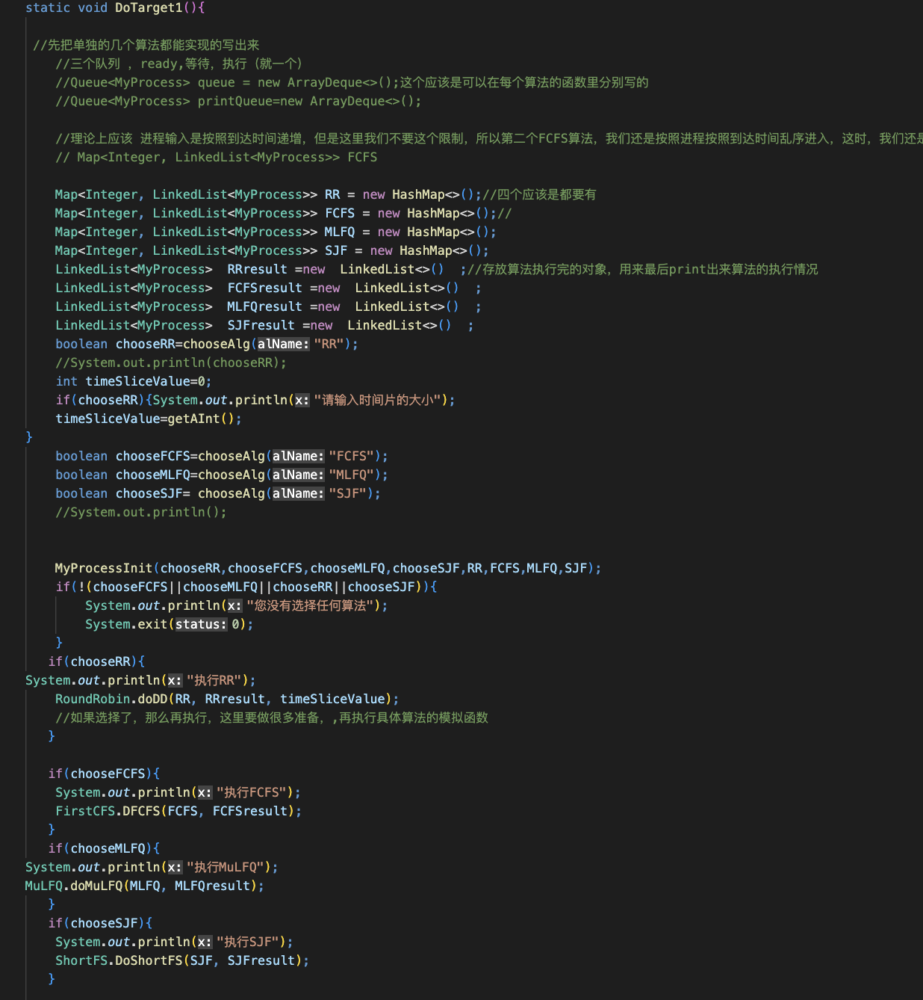 static void DoTarget1(){
//先把单独的几个算法都能实现的写出来
//三个队列 ，ready,等待，执行（就一个）
//Queue<MyProcess> queue = new ArrayDeque<>();这个应该是可以在每个算法的函数里分别写的
//Queue<MyProcess> printQueue=new ArrayDeque<>();
//理论上应该 进程输入是按照到达时间递增，但是这里我们不要这个限制，所以第二个FCFS算法，我们还是按照进程按照到达时间乱序进入，这时，我们还是
// Map<Integer, LinkedList<MyProcess>> FCFS
Map<Integer, LinkedList<MyProcess>> RR = new HashMap<>();//四个应该是都要有
Map<Integer, LinkedList<MyProcess>> FCFS = new HashMap<>();//
Map<Integer, LinkedList<MyProcess>> MLFQ = new HashMap<>();
Map<Integer, LinkedList<MyProcess>> SJF = new HashMap<>();
LinkedList<MyProcess>  RRresult =new  LinkedList<>()  ;//存放算法执行完的对象，用来最后print出来算法的执行情况
LinkedList<MyProcess>  FCFSresult =new  LinkedList<>()  ;
LinkedList<MyProcess>  MLFQresult =new  LinkedList<>()  ;
LinkedList<MyProcess>  SJFresult =new  LinkedList<>()  ;
boolean chooseRR=chooseAlg(alName: "RR");
//System.out.println(chooseRR);
int timeSliceValue=0;
if(chooseRR){System.out.println(x: "请输入时间片的大小");
timeSliceValue=getAInt();
}
boolean chooseFCFS=chooseAlg(alName: "FCFS");
boolean chooseMLFQ=chooseAlg(alName: "MLFQ");
boolean chooseSJF= chooseAlg(alName: "SJF");
//System.out.println();
MyProcessInit(chooseRR,chooseFCFS,chooseMLFQ,chooseSJF,RR,FCFS,MLFQ,SJF);
if(!(chooseFCFS||chooseMLFQ||chooseRR||chooseSJF)){
System.out.println(x: "您没有选择任何算法");
System.exit(status: 0);
}
if(chooseRR){
System.out.println(x: "执行RR");
RoundRobin.doDD(RR, RRresult, timeSliceValue);
//如果选择了，那么再执行，这里要做很多准备，,再执行具体算法的模拟函数
}
if(chooseFCFS){
System.out.println(x: "执行FCFS");
FirstCFS.DFCFS(FCFS, FCFSresult);
}
if(chooseMLFQ){
System.out.println(x: "执行MuLFQ");
MuLFQ.doMuLFQ(MLFQ, MLFQresult);
}
if(chooseSJF){
System.out.println(x: "执行SJF");
ShortFS.DoShortFS(SJF, SJFresult);
}